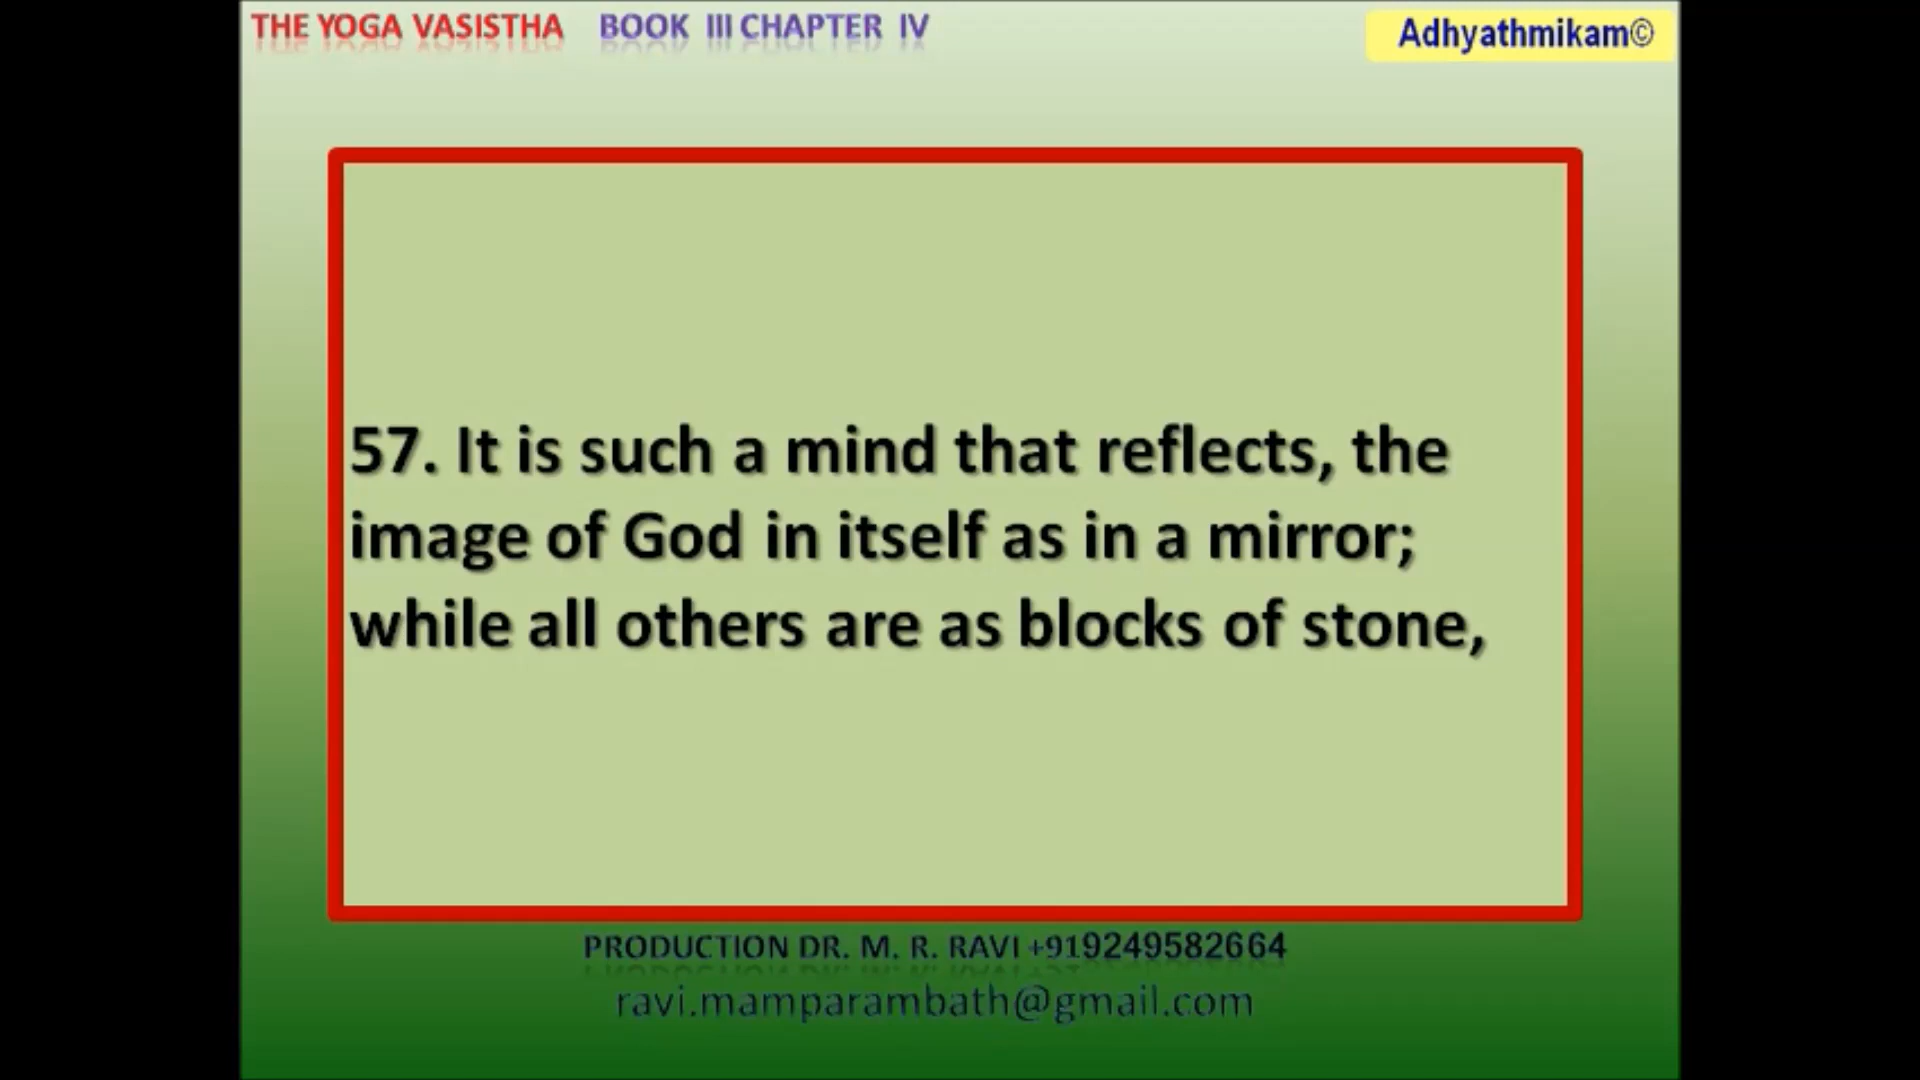 THE YOGA VASISTHA BOOK III CHAPTER IV
Adhyathmikam©
57. It is such a mind that reflects, the
image of God in itself as in a mirror;
while all others are as blocks of stone,
PRODUCTION DR. M. R. RAVI +919249582664
ravi.mamparambath@gmail.com